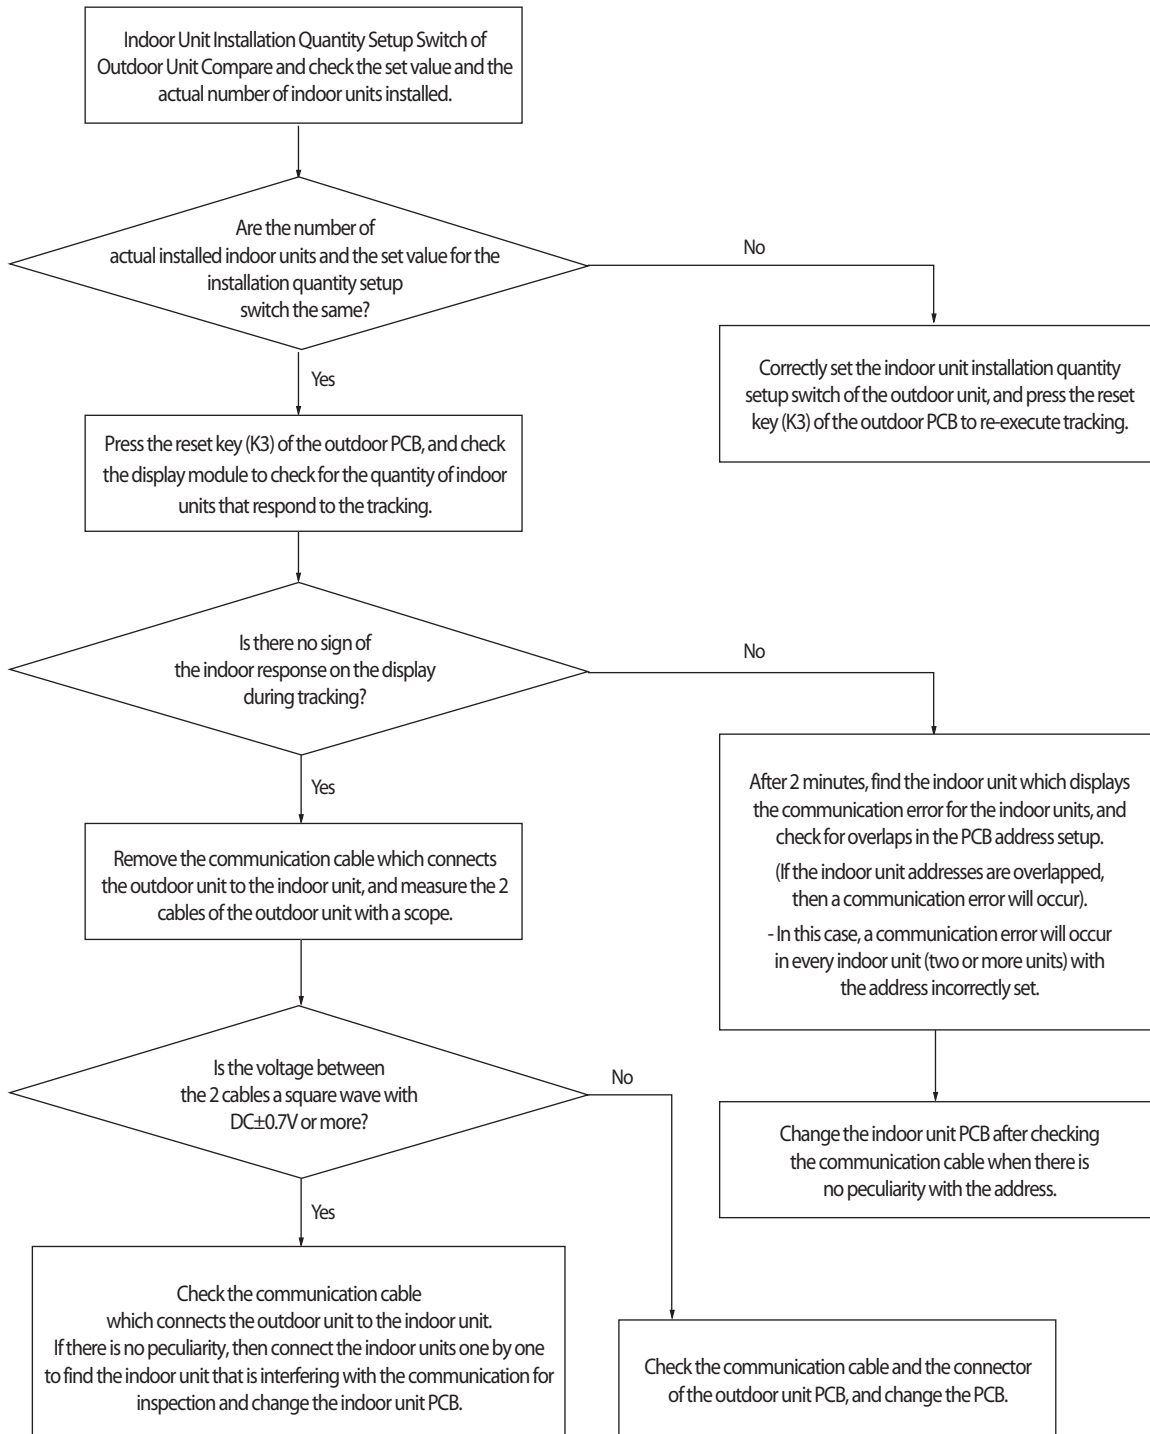 Indoor Unit Installation Quantity Setup Switch of
Outdoor Unit Compare and check the set value and the
actual number of indoor units installed.
Are the number of
actual installed indoor units and the set value for the
installation quantity setup
switch the same?
No
Correctly set the indoor unit installation quantity
setup switch of the outdoor unit, and press the reset
key (K3) of the outdoor PCB to re-execute tracking.
Yes
Press the reset key (K3) of the outdoor PCB, and check
the display module to check for the quantity of indoor
units that respond to the tracking.
Is there no sign of
the indoor response on the display
during tracking?
No
After 2 minutes, find the indoor unit which displays
the communication error for the indoor units, and
check for overlaps in the PCB address setup.
(If the indoor unit addresses are overlapped,
then a communication error will occur).
- In this case, a communication error will occur
in every indoor unit (two or more units) with
the address incorrectly set.
Change the indoor unit PCB after checking
the communication cable when there is
no peculiarity with the address.
Yes
Remove the communication cable which connects
the outdoor unit to the indoor unit, and measure the 2
cables of the outdoor unit with a scope.
Is the voltage between
the 2 cables a square wave with
DC±0.7V or more?
No
Yes
Check the communication cable
which connects the outdoor unit to the indoor unit.
If there is no peculiarity, then connect the indoor units one by one
to find the indoor unit that is interfering with the communication for
inspection and change the indoor unit PCB.
Check the communication cable and the connector
of the outdoor unit PCB, and change the PCB.